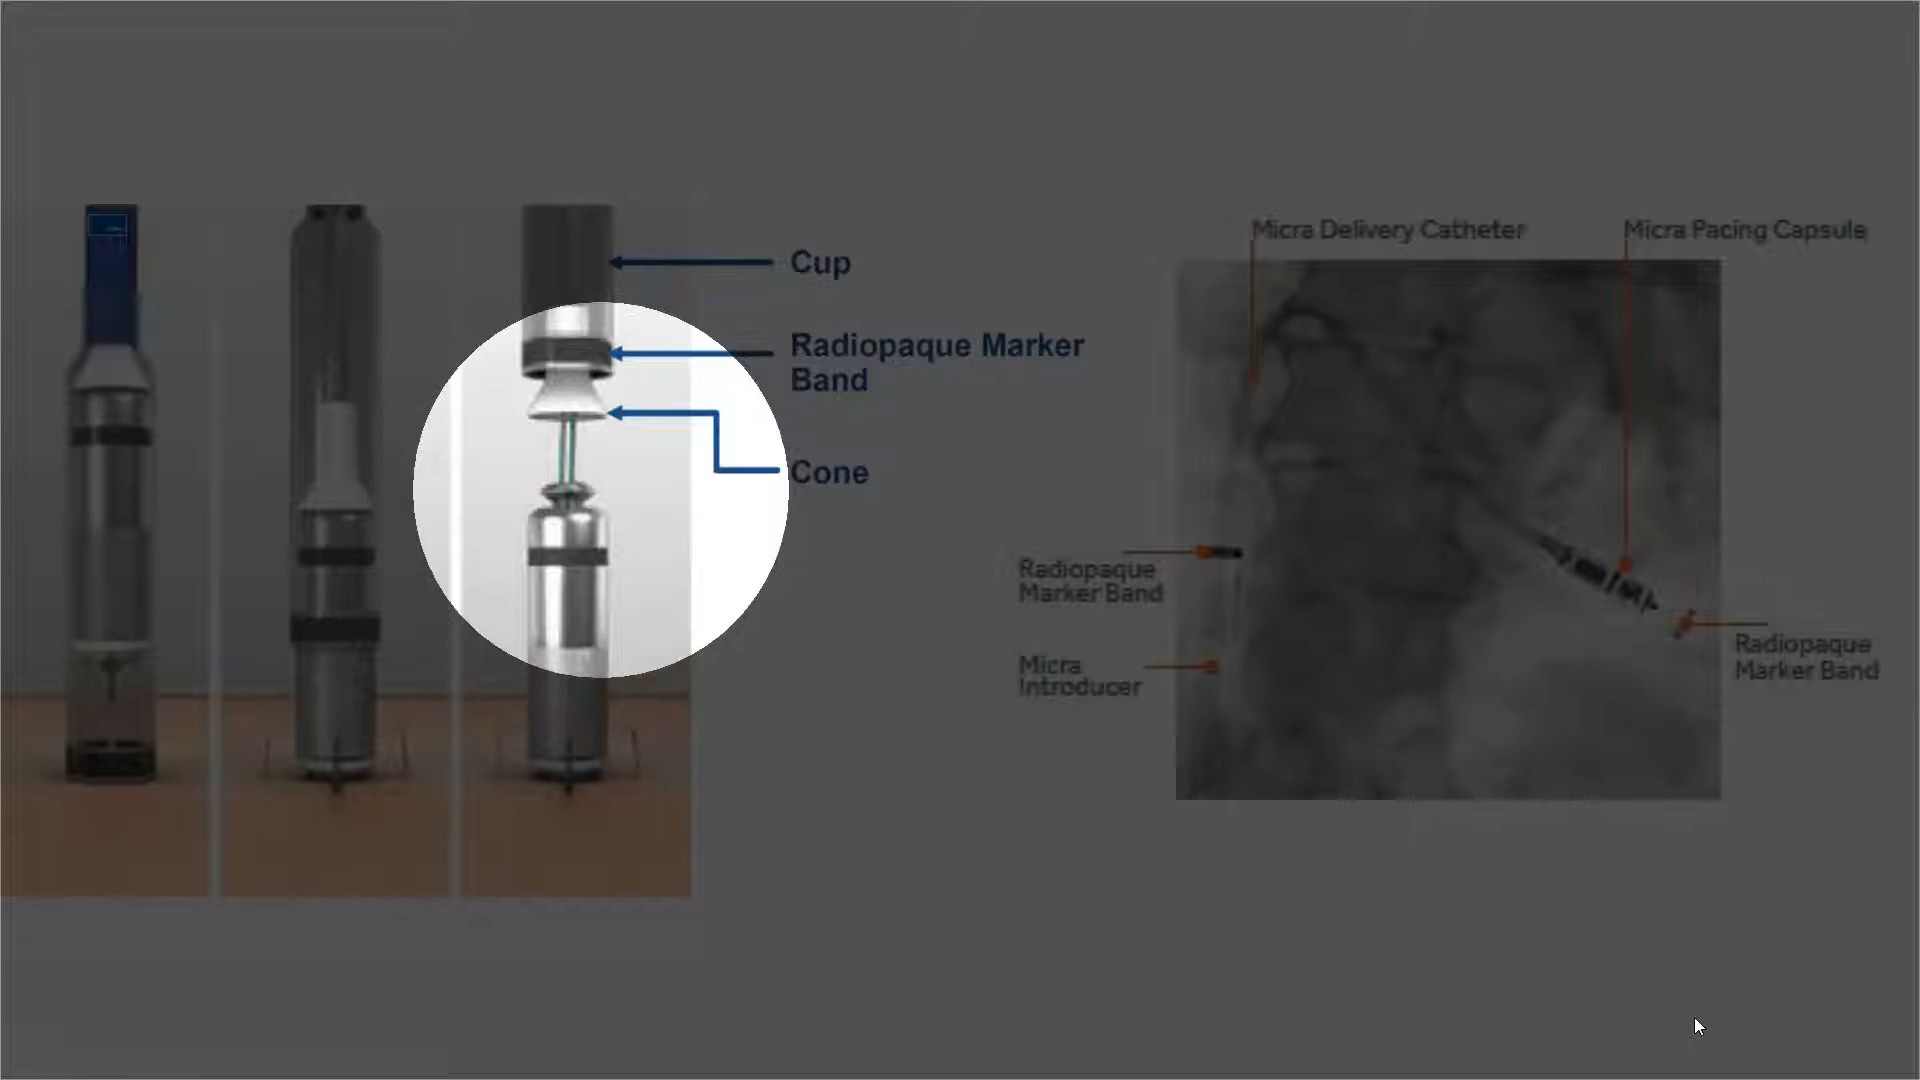 Cup
Radiopaque Marker
Band
Cone
Micra Delivery Catheter
Micra Pacing Capsule
Radiopaque
Marker Band
Micra
Introducer
Radiopaque
Marker Band